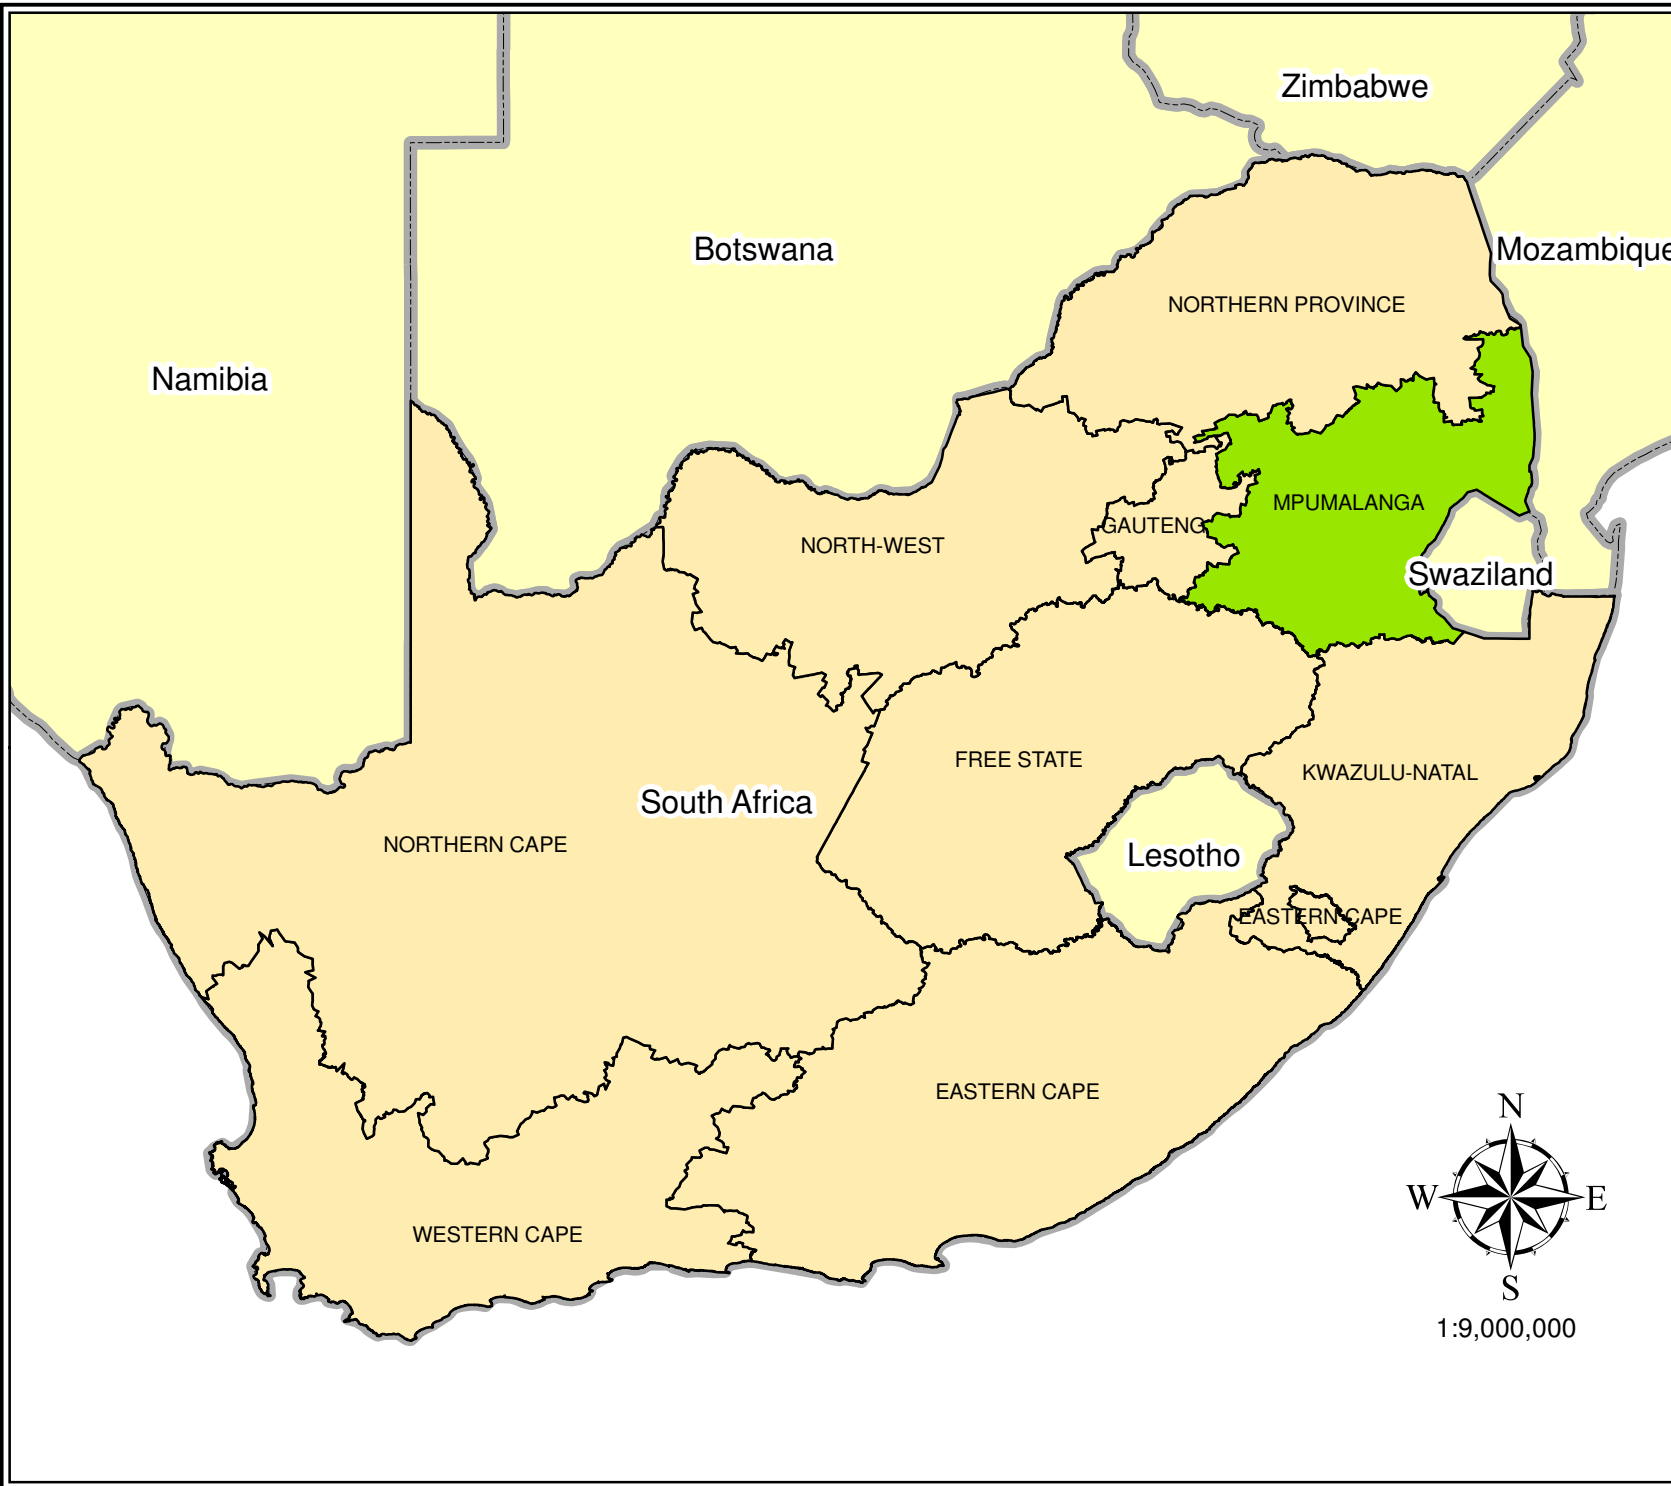 Zimbabwe
Botswana
Mozambique
NORTHERN PROVINCE
Namibia
MPUMALANGA
GAUTENG
NORTH-WEST
Swaziland
FREE STATE
KWAZULU-NATAL
South Africa
NORTHERN CAPE
Lesotho
EASTERN CAPE
EASTERN CAPE
N
W E
S
WESTERN CAPE
1:9,000,000